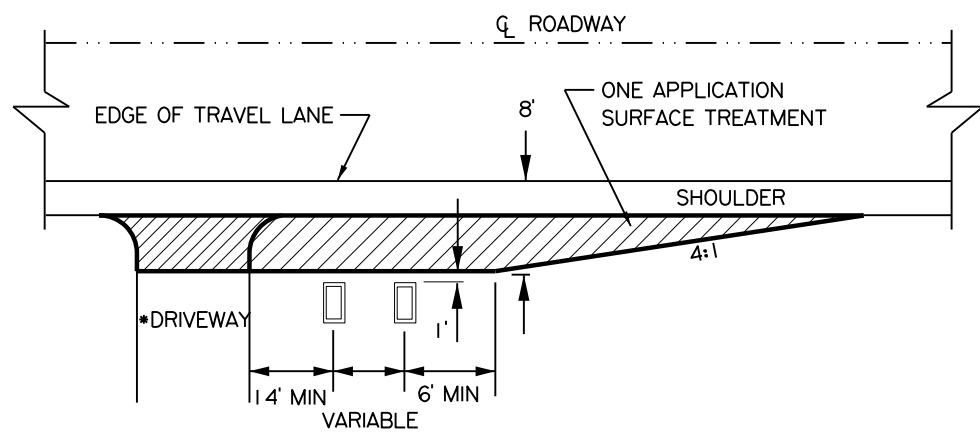 ℄ ROADWAY
ONE APPLICATION
SURFACE TREATMENT
EDGE OF TRAVEL LANE
8'
SHOULDER
4:1
*DRIVEWAY
1'
14' MIN
6' MIN
VARIABLE